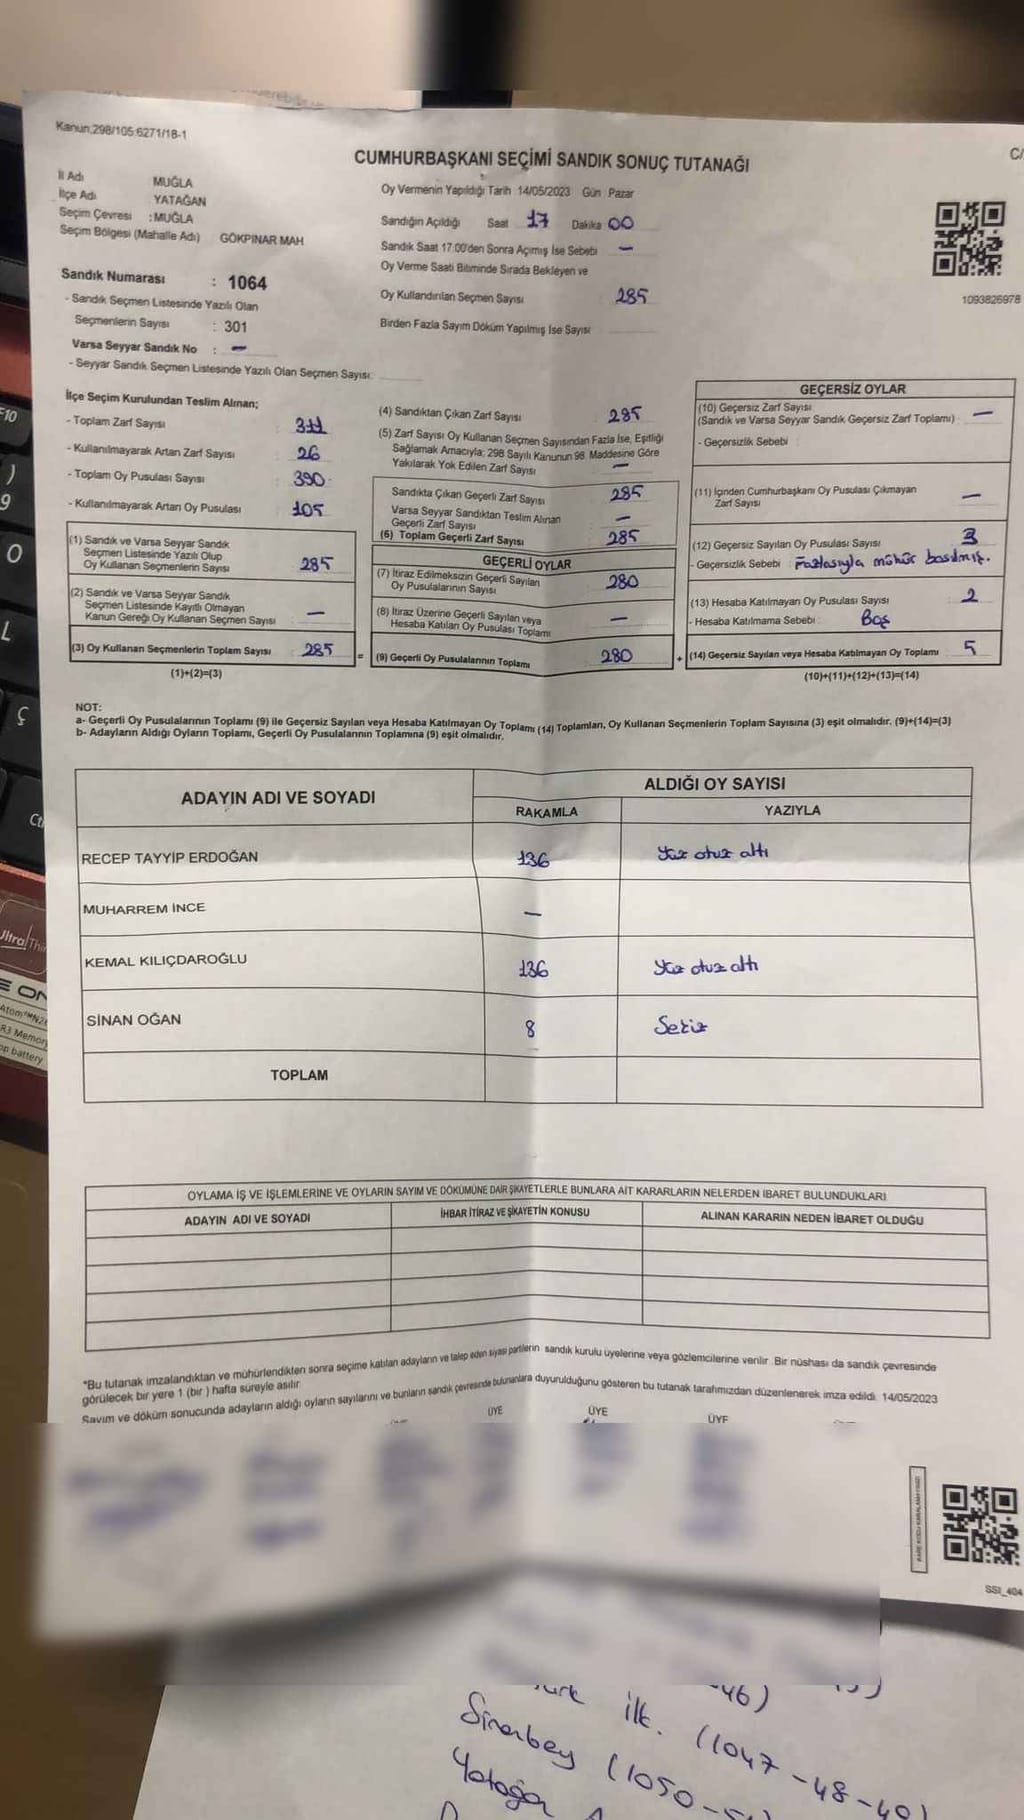 Kanun:298/105:6271/18-1
CUMHURBAŞKANI SEÇİMİ SANDIK SONUÇ TUTANAĞI
C/
İl Adı MUĞLA
İlçe Adı YATAĞAN
Seçim Çevresi :MUĞLA
Seçim Bölgesi (Mahalle Adı) GÖKPINAR MAH
Oy Vermenin Yapıldığı Tarih 14/05/2023 Gün Pazar
Sandığın Açıldığı Saat 17 Dakika 00
Sandık Saat 17:00'den Sonra Açımış İse Sebebi —
Oy Verme Saati Bitiminde Sırada Bekleyen ve
Oy Kullandırılan Seçmen Sayısı 285
Birden Fazla Sayım Döküm Yapılmış İse Sayısı
1093826978
Sandık Numarası : 1064
- Sandık Seçmen Listesinde Yazılı Olan
Seçmenlerin Sayısı : 301
Varsa Seyyar Sandık No : —
- Seyyar Sandık Seçmen Listesinde Yazılı Olan Seçmen Sayısı:
İlçe Seçim Kurulundan Teslim Alınan;
- Toplam Zarf Sayısı 311
- Kullanılmayarak Artan Zarf Sayısı 26
- Toplam Oy Pusulası Sayısı 390
- Kullanılmayarak Artan Oy Pusulası 105
(1) Sandık ve Varsa Seyyar Sandık
Seçmen Listesinde Yazılı Olup
Oy Kullanan Seçmenlerin Sayısı 285
(2) Sandık ve Varsa Seyyar Sandık
Seçmen Listesinde Kayıtlı Olmayan
Kanun Gereği Oy Kullanan Seçmen Sayısı —
(3) Oy Kullanan Seçmenlerin Toplam Sayısı 285 =
(1)+(2)=(3)
(4) Sandıktan Çıkan Zarf Sayısı 285
(5) Zarf Sayısı Oy Kullanan Seçmen Sayısından Fazla İse, Eşitliği
Sağlamak Amacıyla; 298 Sayılı Kanunun 98. Maddesine Göre
Yakılarak Yok Edilen Zarf Sayısı —
Sandıkta Çıkan Geçerli Zarf Sayısı 285
Varsa Seyyar Sandıktan Teslim Alınan
Geçerli Zarf Sayısı —
(6) Toplam Geçerli Zarf Sayısı 285
GEÇERLİ OYLAR
(7) İtiraz Edilmeksizin Geçerli Sayılan
Oy Pusulalarının Sayısı 280
(8) İtiraz Üzerine Geçerli Sayılan veya
Hesaba Katılan Oy Pusulası Toplamı —
(9) Geçerli Oy Pusulalarının Toplamı 280 +
GEÇERSİZ OYLAR
(10) Geçersiz Zarf Sayısı
(Sandık ve Varsa Seyyar Sandık Geçersiz Zarf Toplamı) : —
- Geçersizlik Sebebi :
(11) İçinden Cumhurbaşkanı Oy Pusulası Çıkmayan
Zarf Sayısı —
(12) Geçersiz Sayılan Oy Pusulası Sayısı 3
- Geçersizlik Sebebi : Fazlasıyla mühür basılmış.
(13) Hesaba Katılmayan Oy Pusulası Sayısı 2
- Hesaba Katılmama Sebebi : Boş
(14) Geçersiz Sayılan veya Hesaba Katılmayan Oy Toplamı 5
(10)+(11)+(12)+(13)=(14)
NOT:
a- Geçerli Oy Pusulalarının Toplamı (9) ile Geçersiz Sayılan veya Hesaba Katılmayan Oy Toplamı (14) Toplamları, Oy Kullanan Seçmenlerin Toplam Sayısına (3) eşit olmalıdır. (9)+(14)=(3)
b- Adayların Aldığı Oyların Toplamı, Geçerli Oy Pusulalarının Toplamına (9) eşit olmalıdır.
ADAYIN ADI VE SOYADI ALDIĞI OY SAYISI
RAKAMLA YAZIYLA
RECEP TAYYİP ERDOĞAN 136 Yüz otuz altı
MUHARREM İNCE —
KEMAL KILIÇDAROĞLU 136 Yüz otuz altı
SİNAN OĞAN 8 Sekiz
TOPLAM
OYLAMA İŞ VE İŞLEMLERİNE VE OYLARIN SAYIM VE DÖKÜMÜNE DAİR ŞİKAYETLERLE BUNLARA AİT KARARLARIN NELERDEN İBARET BULUNDUKLARI
ADAYIN ADI VE SOYADI İHBAR İTİRAZ VE ŞİKAYETİN KONUSU ALINAN KARARIN NEDEN İBARET OLDUĞU
*Bu tutanak imzalandıktan ve mühürlendikten sonra seçime katılan adayların ve talep eden siyasi partilerin sandık kurulu üyelerine veya gözlemcilerine verilir. Bir nüshası da sandık çevresinde
görülecek bir yere 1 (bir ) hafta süreyle asılır.
Sayım ve döküm sonucunda adayların aldığı oyların sayılarını ve bunların sandık çevresinde bulunanlara duyurulduğunu gösteren bu tutanak tarafımızdan düzenlenerek imza edildi. 14/05/2023
ÜYE ÜYE ÜYE
SSI_404
F10
)
9
O
L
Ç
Ct
Ultra Thi
E ON
Atom™N2
R3 Memory
op battery
46)
ilk. (1047-48-
Sinerbey (1050-
Yatağan